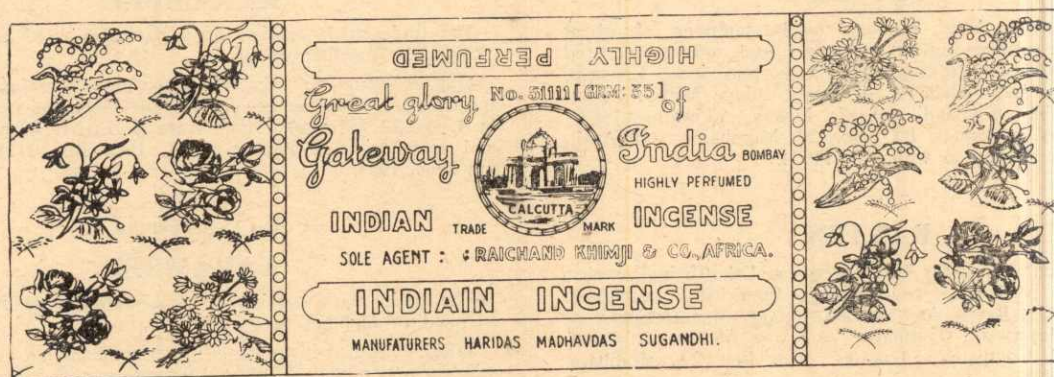 HIGHLY PERFUMED
Great glory No. 51111 [GRM: 55] of
Gateway India BOMBAY
HIGHLY PERFUMED
CALCUTTA
INDIAN TRADE MARK INCENSE
SOLE AGENT : RAICHAND KHIMJI & CO., AFRICA.
INDIAIN INCENSE
MANUFATURERS HARIDAS MADHAVDAS SUGANDHI.